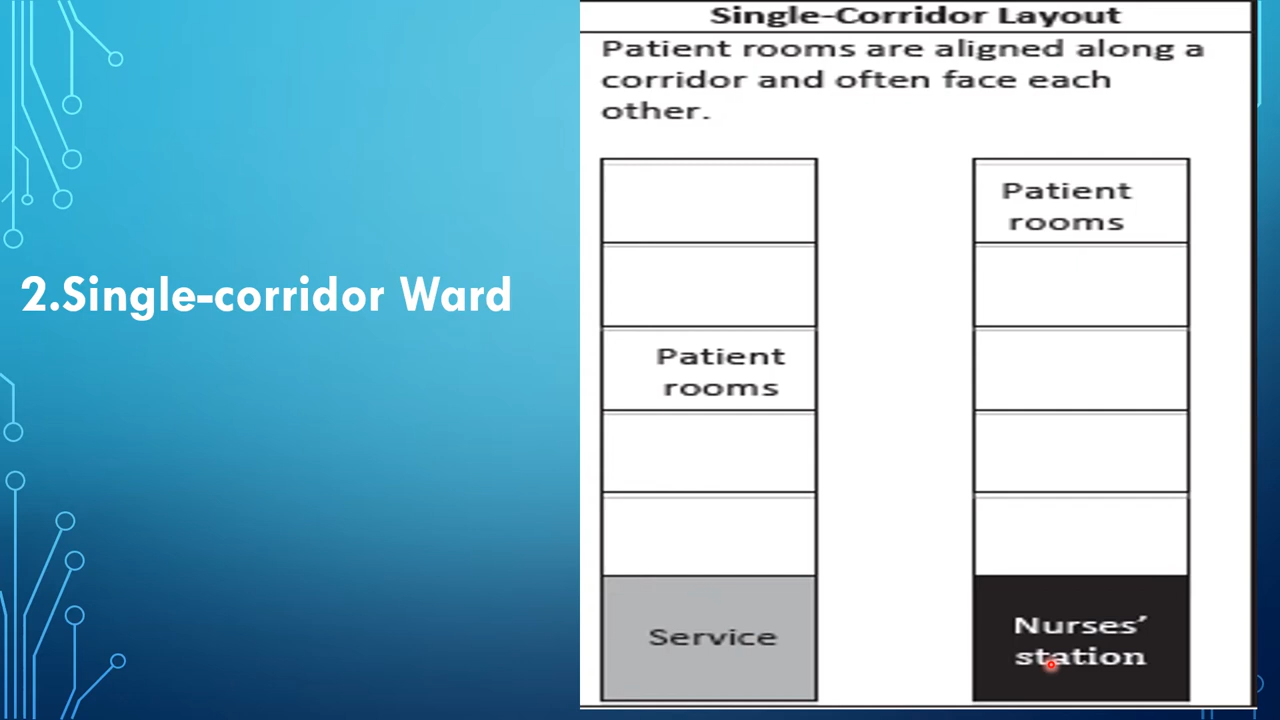 2.Single-corridor Ward
Single-Corridor Layout
Patient rooms are aligned along a
corridor and often face each
other.
Patient
rooms
Patient
rooms
Service
Nurses’
station